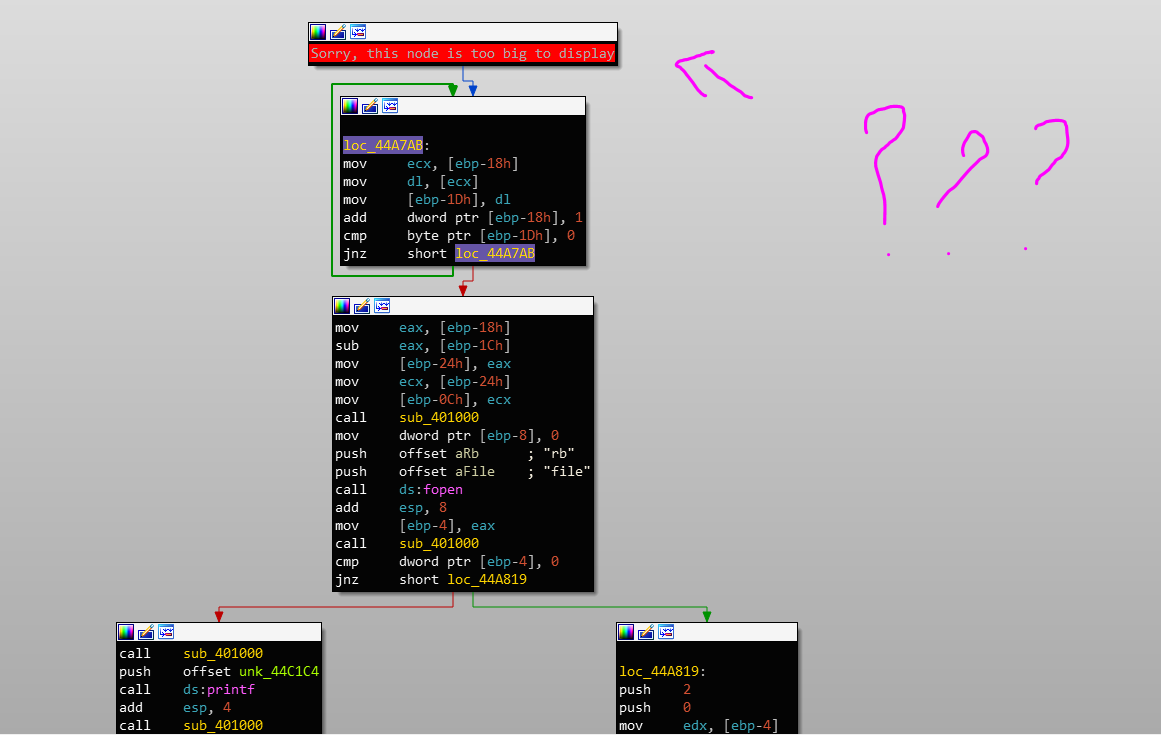 Sorry, this node is too big to display
loc_44A7AB:
mov ecx, [ebp-18h]
mov dl, [ecx]
mov [ebp-1Dh], dl
add dword ptr [ebp-18h], 1
cmp byte ptr [ebp-1Dh], 0
jnz short loc_44A7AB
mov eax, [ebp-18h]
sub eax, [ebp-1Ch]
mov [ebp-24h], eax
mov ecx, [ebp-24h]
mov [ebp-0Ch], ecx
call sub_401000
mov dword ptr [ebp-8], 0
push offset aRb ; "rb"
push offset aFile ; "file"
call ds:fopen
add esp, 8
mov [ebp-4], eax
call sub_401000
cmp dword ptr [ebp-4], 0
jnz short loc_44A819
call sub_401000
push offset unk_44C1C4
call ds:printf
add esp, 4
call sub_401000
loc_44A819:
push 2
push 0
mov edx, [ebp-4]
???